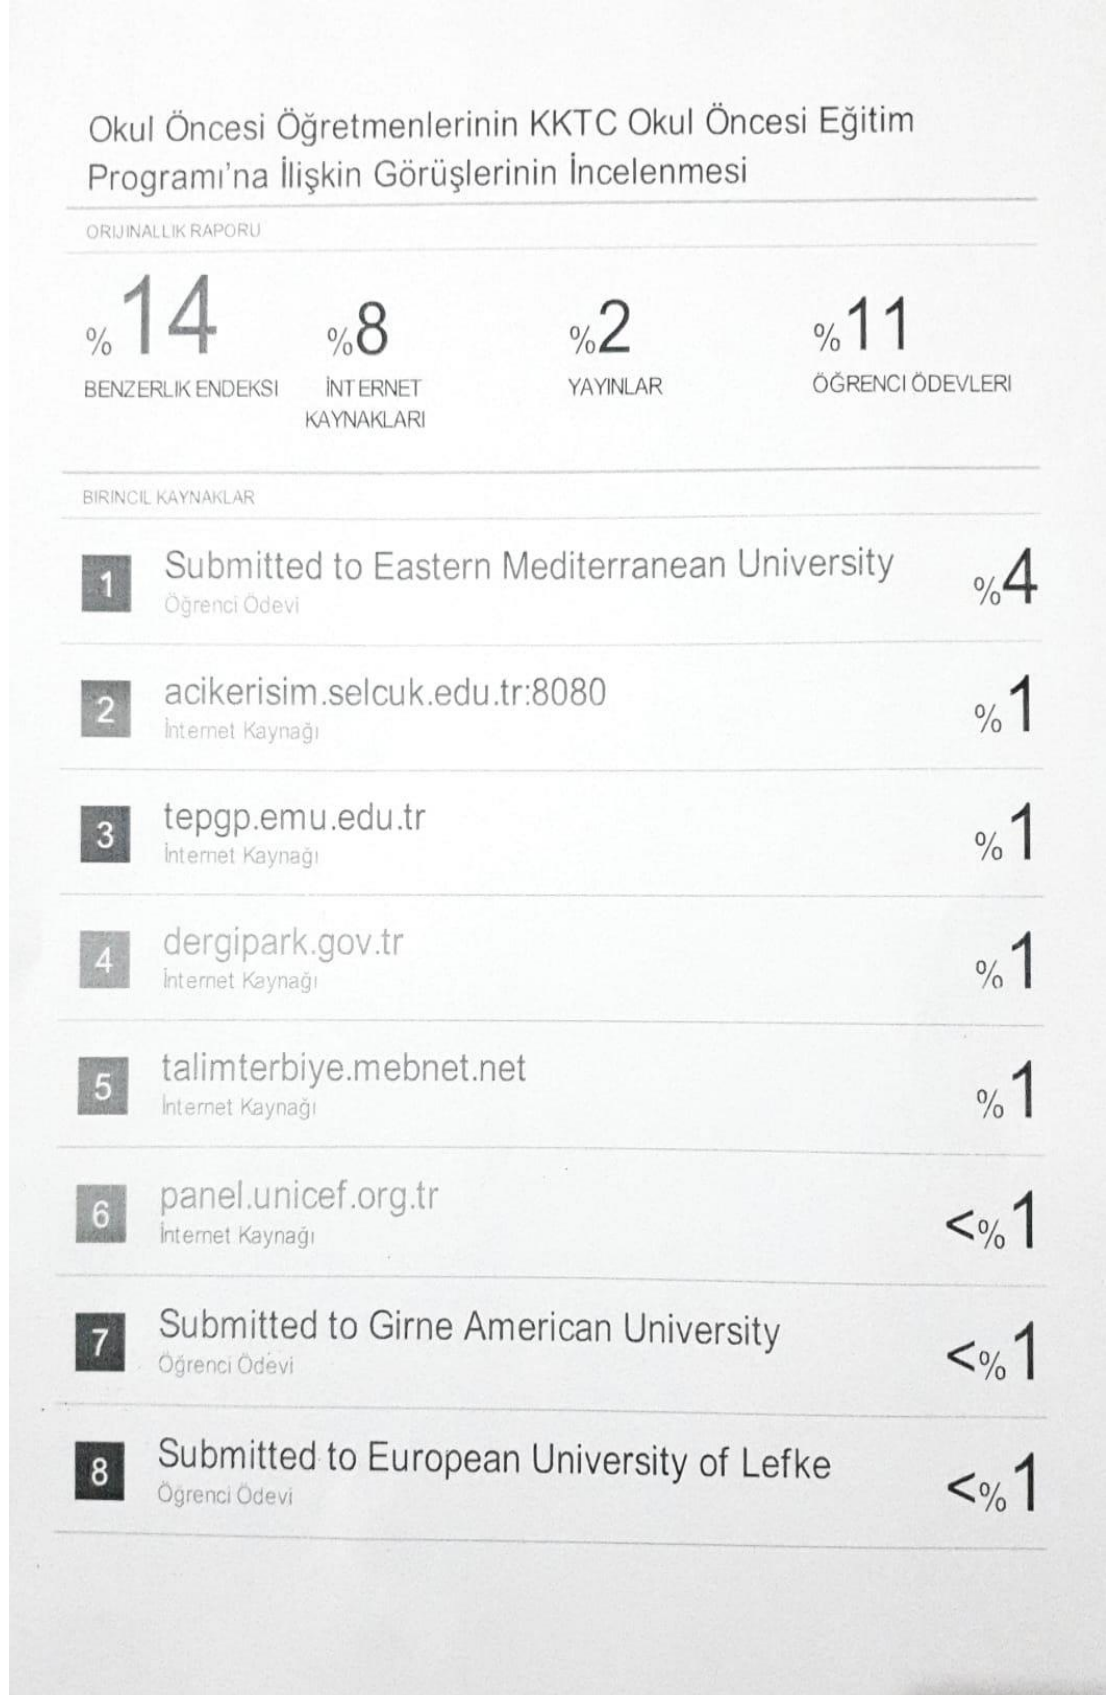 Okul Öncesi Öğretmenlerinin KKTC Okul Öncesi Eğitim
Programı'na İlişkin Görüşlerinin İncelenmesi
ORIJINALLIK RAPORU
%14
BENZERLIK ENDEKSI
%8
İNTERNET
KAYNAKLARI
%2
YAYINLAR
%11
ÖĞRENCI ÖDEVLERI
BIRINCIL KAYNAKLAR
1
Submitted to Eastern Mediterranean University
Öğrenci Ödevi
%4
2
acikerisim.selcuk.edu.tr:8080
İnternet Kaynağı
%1
3
tepgp.emu.edu.tr
İnternet Kaynağı
%1
4
dergipark.gov.tr
İnternet Kaynağı
%1
5
talimterbiye.mebnet.net
İnternet Kaynağı
%1
6
panel.unicef.org.tr
İnternet Kaynağı
<%1
7
Submitted to Girne American University
Öğrenci Ödevi
<%1
8
Submitted to European University of Lefke
Öğrenci Ödevi
<%1